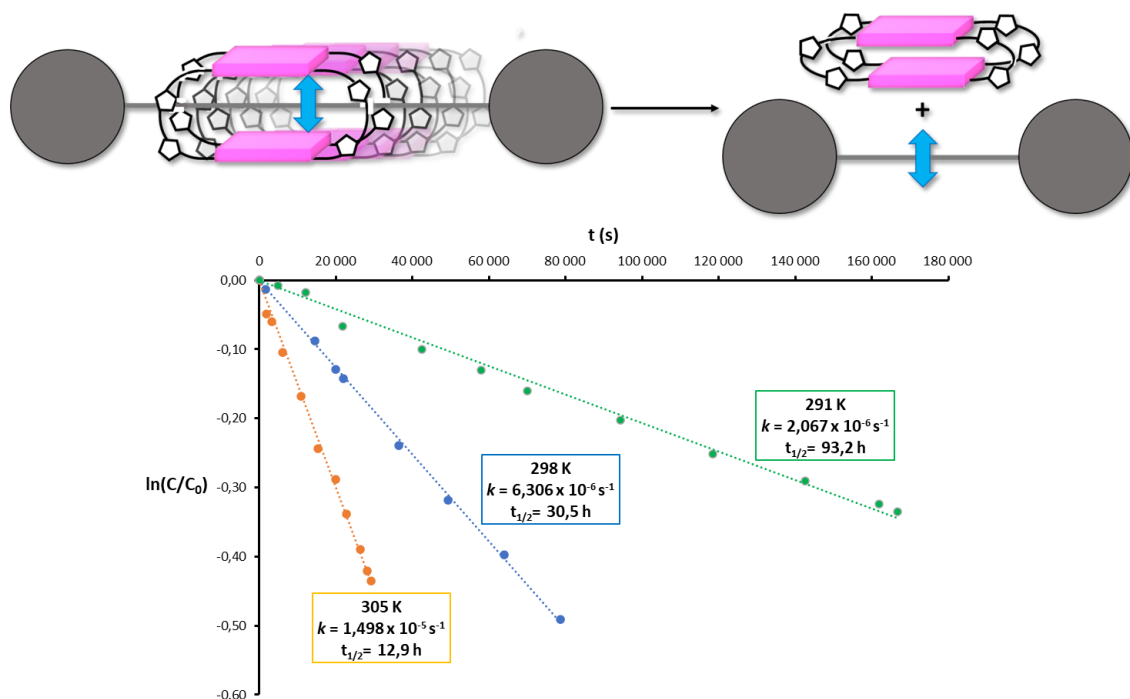 +
t (s)
0 20 000 40 000 60 000 80 000 100 000 120 000 140 000 160 000 180 000
0,00
-0,10
-0,20
-0,30
-0,40
-0,50
-0,60
ln(C/C₀)
291 K
k = 2,067 x 10⁻⁶ s⁻¹
t₁/₂= 93,2 h
298 K
k = 6,306 x 10⁻⁶ s⁻¹
t₁/₂= 30,5 h
305 K
k = 1,498 x 10⁻⁵ s⁻¹
t₁/₂= 12,9 h